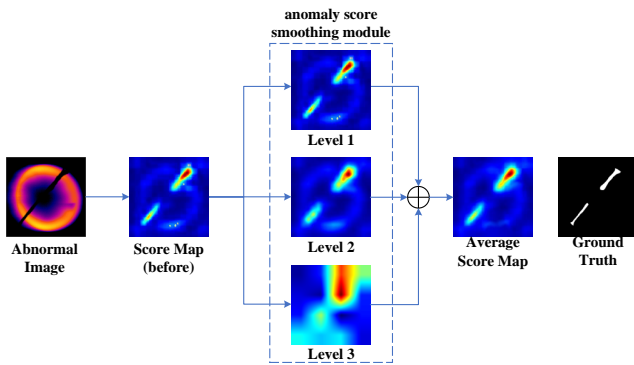 anomaly score
smoothing module
Level 1
Abnormal
Image
Score Map
(before)
Level 2
Average
Score Map
Ground
Truth
Level 3